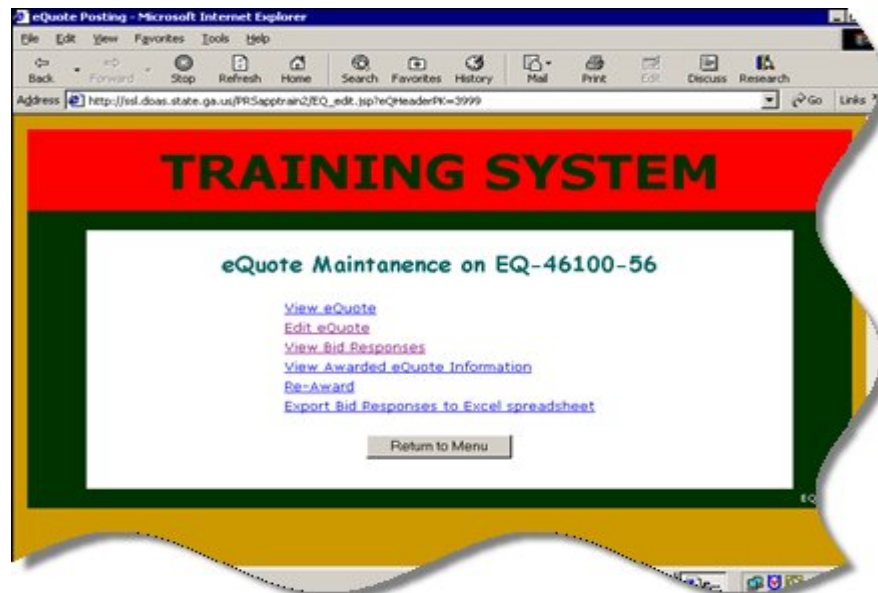 eQuote Posting - Microsoft Internet Explorer
File Edit View Favorites Tools Help
Back Forward Stop Refresh Home Search Favorites History Mail Print Edit Discuss Research
Address http://ssl.doas.state.ga.us/PRSapptrain2/EQ_edit.jsp?eQHeaderPK=3999 Go Links
TRAINING SYSTEM
eQuote Maintanence on EQ-46100-56
View eQuote
Edit eQuote
View Bid Responses
View Awarded eQuote Information
Re-Award
Export Bid Responses to Excel spreadsheet
Return to Menu
EQ